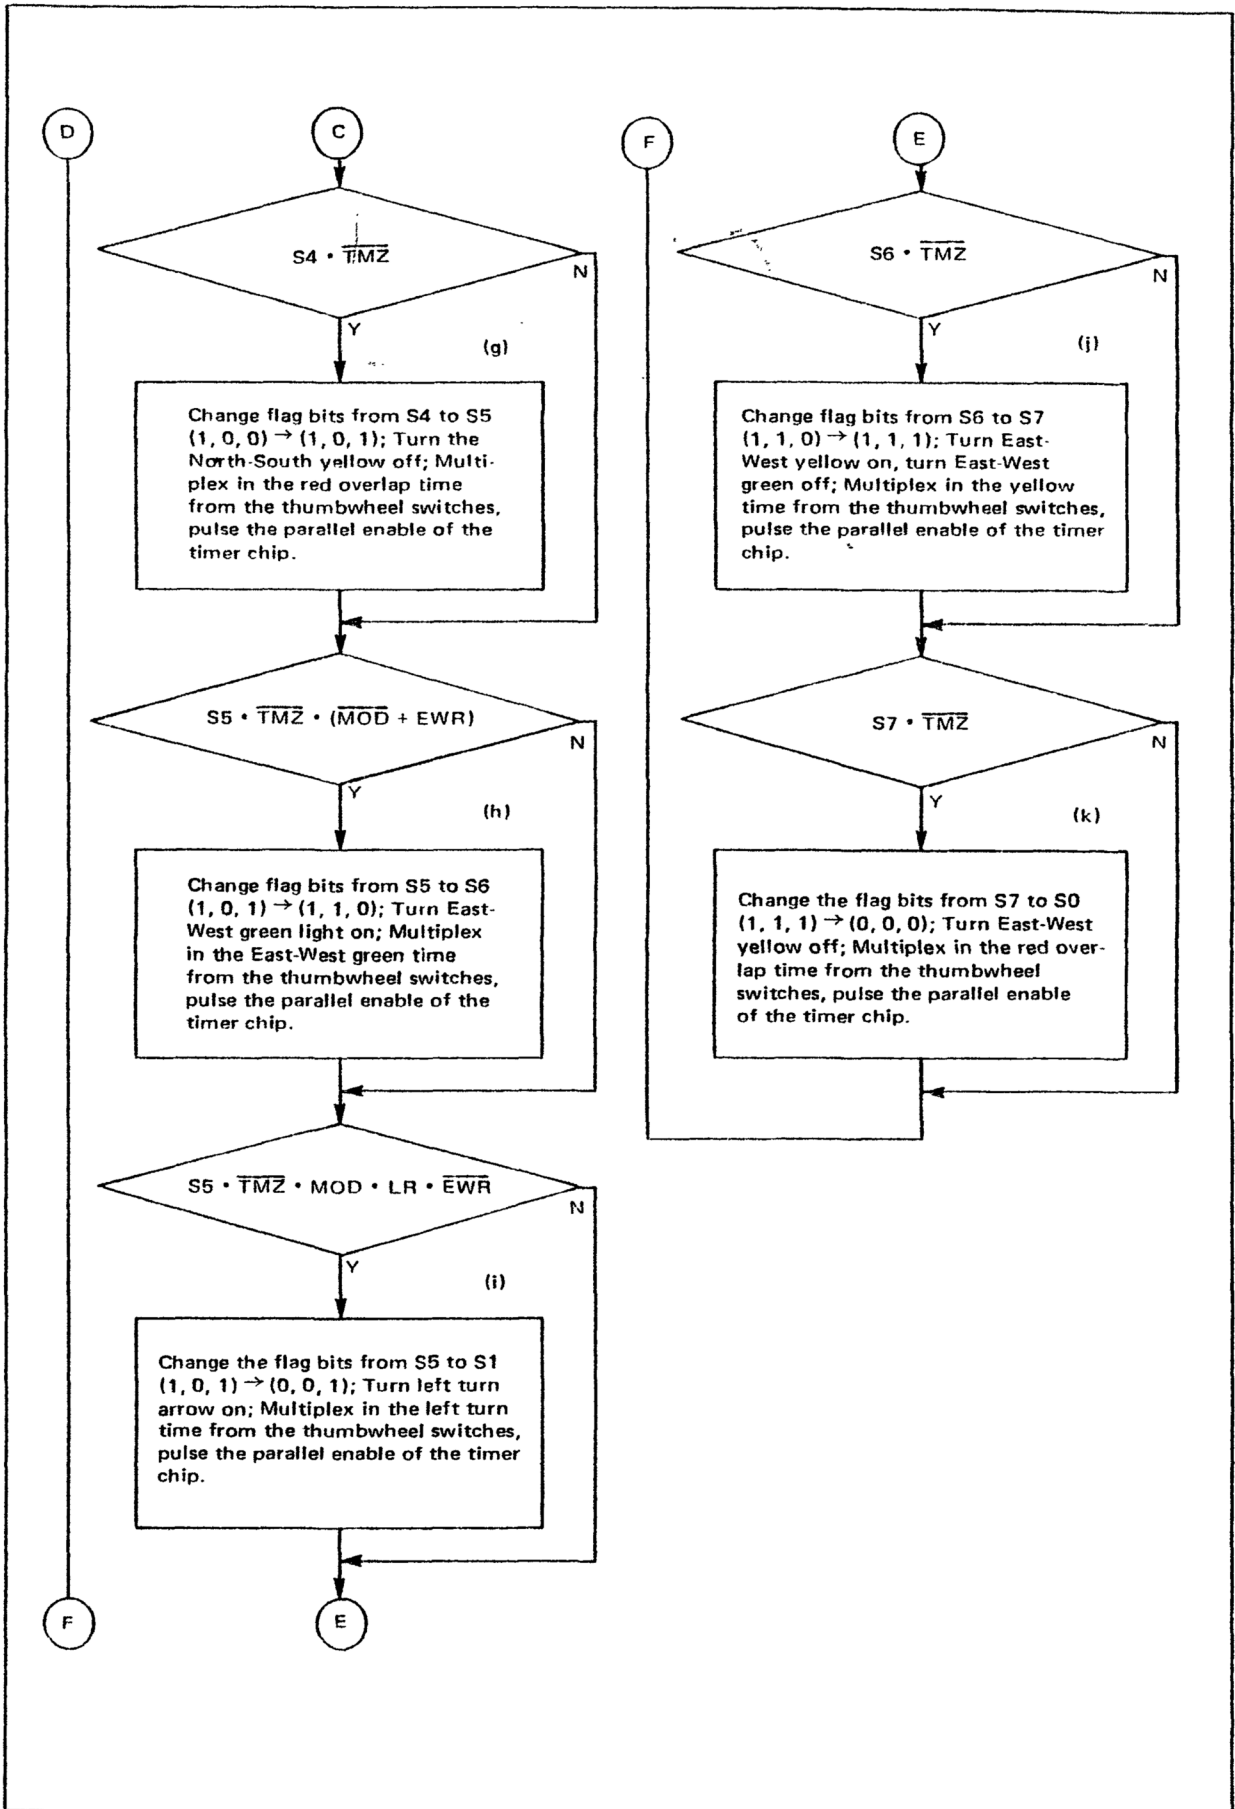 D
C
S4 • T̅M̅Z̅
N
Y
(g)
Change flag bits from S4 to S5
(1, 0, 0) → (1, 0, 1); Turn the
North-South yellow off; Multi-
plex in the red overlap time
from the thumbwheel switches,
pulse the parallel enable of the
timer chip.
S5 • T̅M̅Z̅ • (M̅O̅D̅ + EWR)
N
Y
(h)
Change flag bits from S5 to S6
(1, 0, 1) → (1, 1, 0); Turn East-
West green light on; Multiplex
in the East-West green time
from the thumbwheel switches,
pulse the parallel enable of the
timer chip.
S5 • T̅M̅Z̅ • MOD • LR • E̅W̅R̅
N
Y
(i)
Change the flag bits from S5 to S1
(1, 0, 1) → (0, 0, 1); Turn left turn
arrow on; Multiplex in the left turn
time from the thumbwheel switches,
pulse the parallel enable of the timer
chip.
F
E
F
E
S6 • T̅M̅Z̅
N
Y
(j)
Change flag bits from S6 to S7
(1, 1, 0) → (1, 1, 1); Turn East-
West yellow on, turn East-West
green off; Multiplex in the yellow
time from the thumbwheel switches,
pulse the parallel enable of the timer
chip.
S7 • T̅M̅Z̅
N
Y
(k)
Change the flag bits from S7 to S0
(1, 1, 1) → (0, 0, 0); Turn East-West
yellow off; Multiplex in the red over-
lap time from the thumbwheel
switches, pulse the parallel enable
of the timer chip.